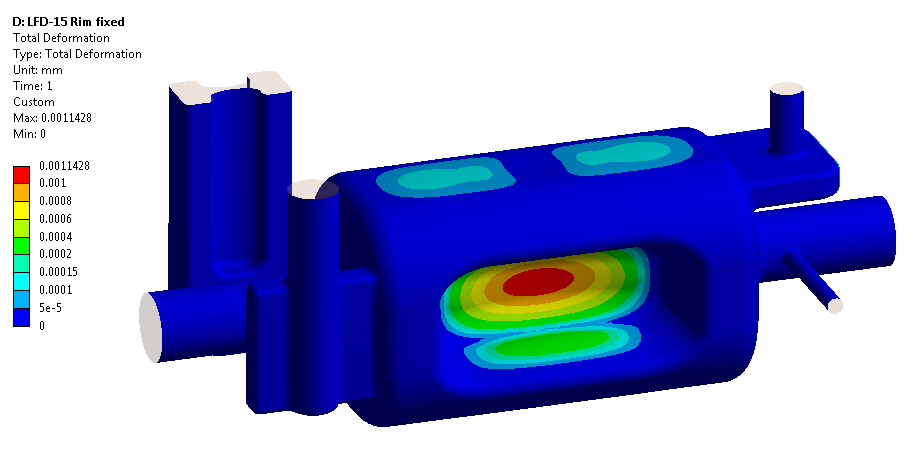 D: LFD-15 Rim fixed
Total Deformation
Type: Total Deformation
Unit: mm
Time: 1
Custom
Max: 0.0011428
Min: 0
0.0011428
0.001
0.0008
0.0006
0.0004
0.0002
0.00015
0.0001
5e-5
0